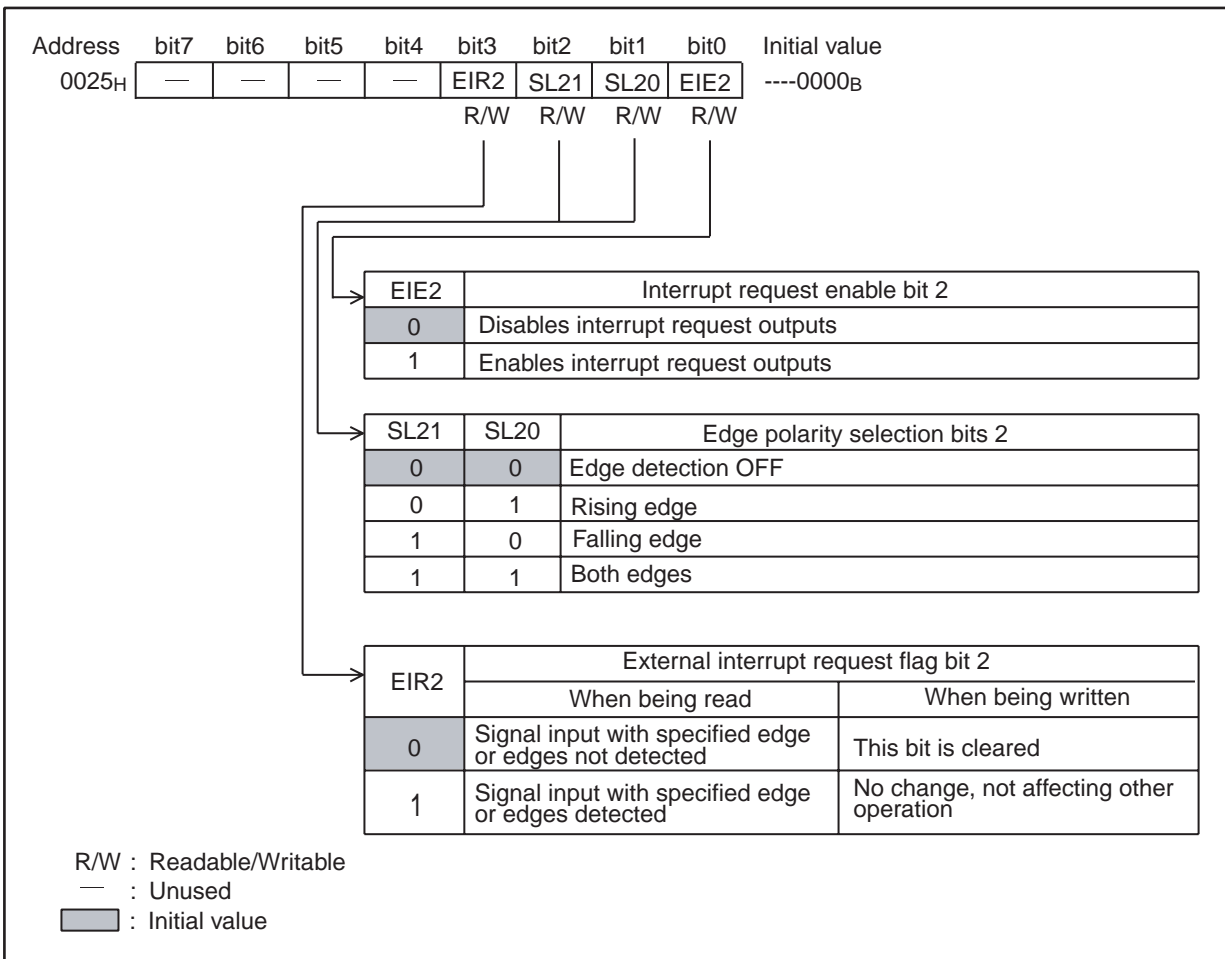 Address bit7 bit6 bit5 bit4 bit3 bit2 bit1 bit0 Initial value
0025H — — — — EIR2 SL21 SL20 EIE2 ----0000B
R/W R/W R/W R/W
EIE2 Interrupt request enable bit 2
0 Disables interrupt request outputs
1 Enables interrupt request outputs
SL21 SL20 Edge polarity selection bits 2
0 0 Edge detection OFF
0 1 Rising edge
1 0 Falling edge
1 1 Both edges
EIR2 External interrupt request flag bit 2
When being read When being written
0 Signal input with specified edge or edges not detected This bit is cleared
1 Signal input with specified edge or edges detected No change, not affecting other operation
R/W : Readable/Writable
— : Unused
: Initial value